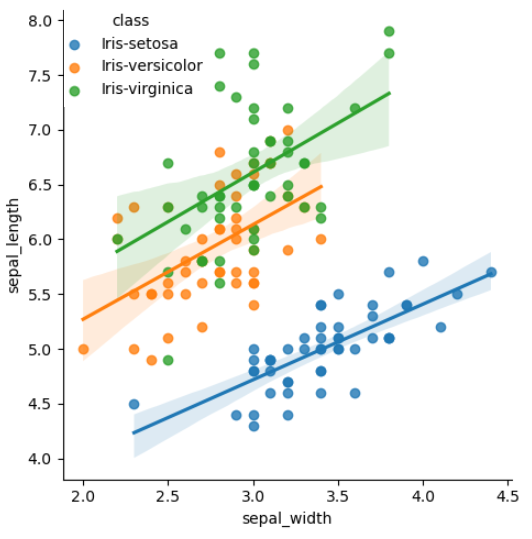 class
Iris-setosa
Iris-versicolor
Iris-virginica
8.0
7.5
7.0
6.5
6.0
5.5
5.0
4.5
4.0
sepal_length
2.0 2.5 3.0 3.5 4.0 4.5
sepal_width